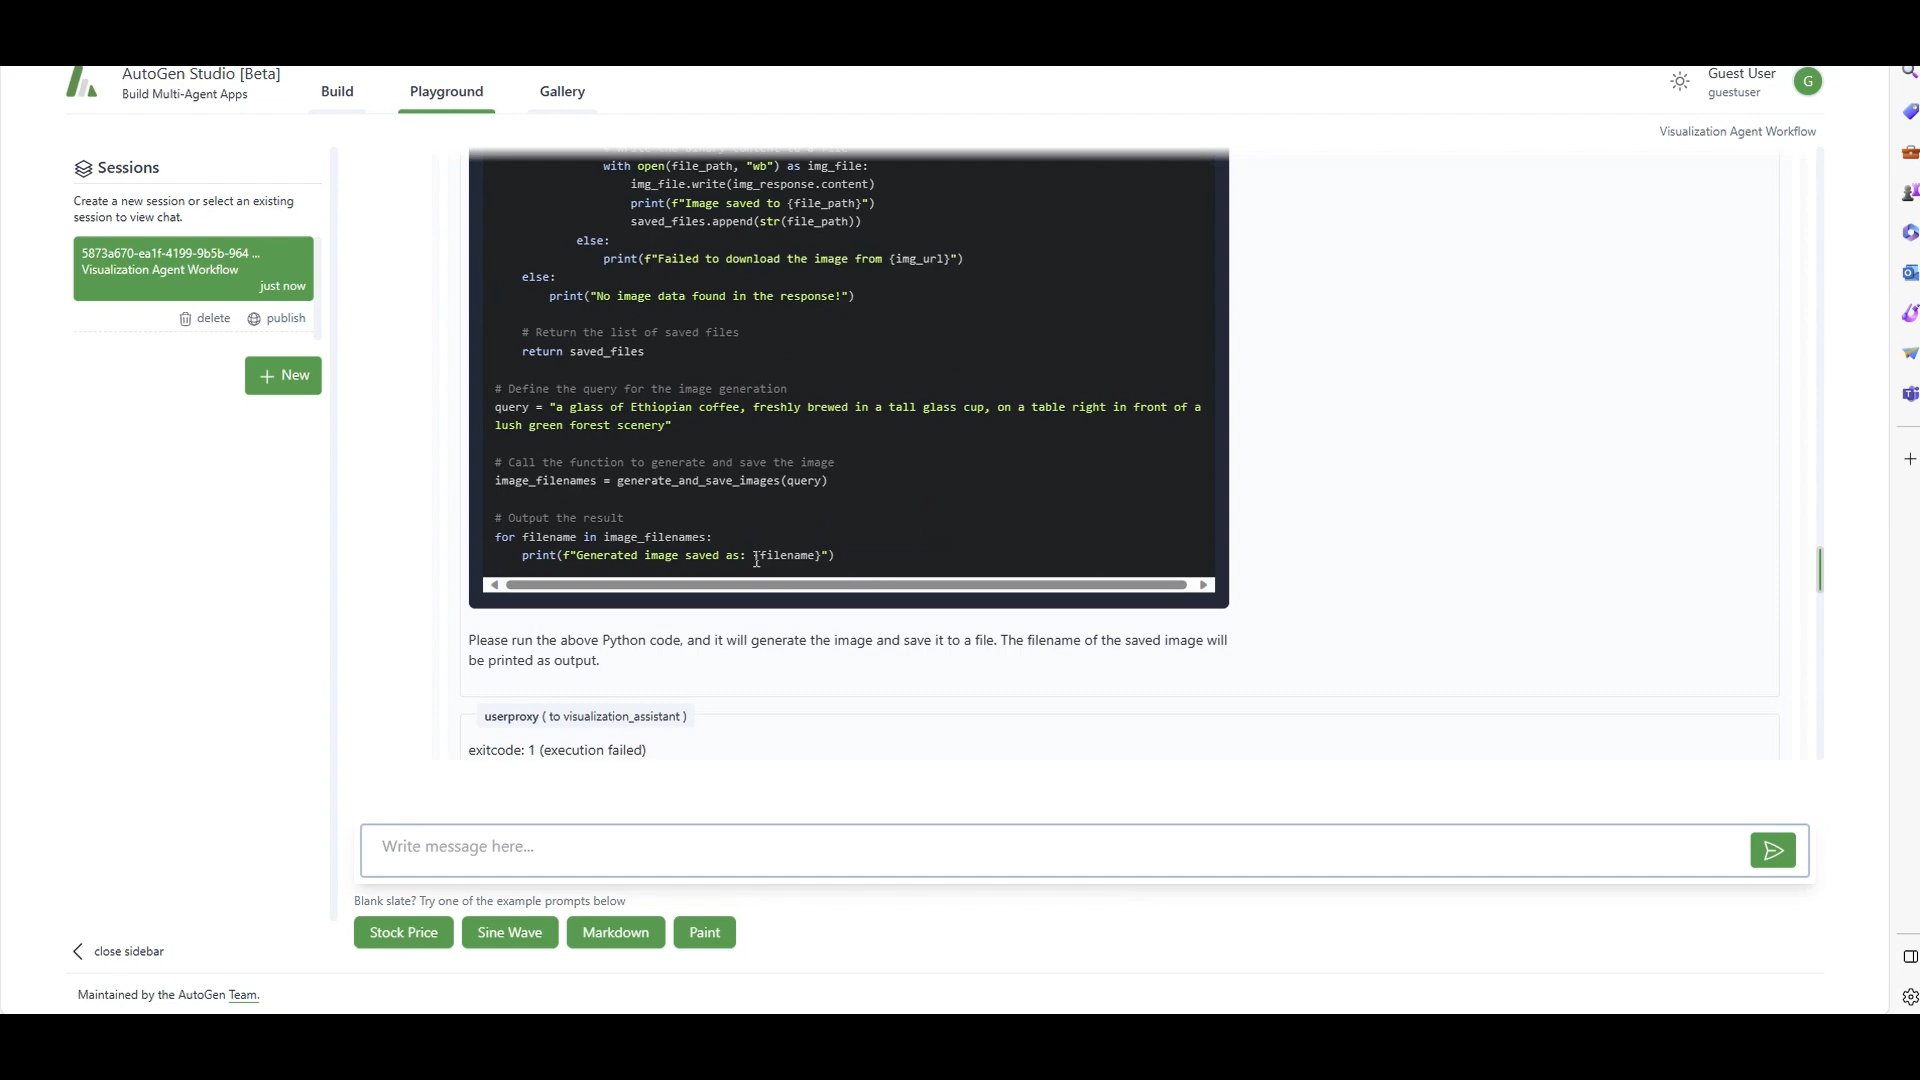 AutoGen Studio [Beta]
Build Multi-Agent Apps
Build
Playground
Gallery
Guest User
guestuser
G
Visualization Agent Workflow
Sessions
Create a new session or select an existing
session to view chat.
5873a670-ea1f-4199-9b5b-964 ...
Visualization Agent Workflow
just now
delete
publish
New
with open(file_path, "wb") as img_file:
img_file.write(img_response.content)
print(f"Image saved to {file_path}")
saved_files.append(str(file_path))
else:
print(f"Failed to download the image from {img_url}")
else:
print("No image data found in the response!")
# Return the list of saved files
return saved_files
# Define the query for the image generation
query = "a glass of Ethiopian coffee, freshly brewed in a tall glass cup, on a table right in front of a
lush green forest scenery"
# Call the function to generate and save the image
image_filenames = generate_and_save_images(query)
# Output the result
for filename in image_filenames:
print(f"Generated image saved as: {filename}")
Please run the above Python code, and it will generate the image and save it to a file. The filename of the saved image will
be printed as output.
userproxy ( to visualization_assistant )
exitcode: 1 (execution failed)
Write message here...
Blank slate? Try one of the example prompts below
Stock Price
Sine Wave
Markdown
Paint
close sidebar
Maintained by the AutoGen Team.